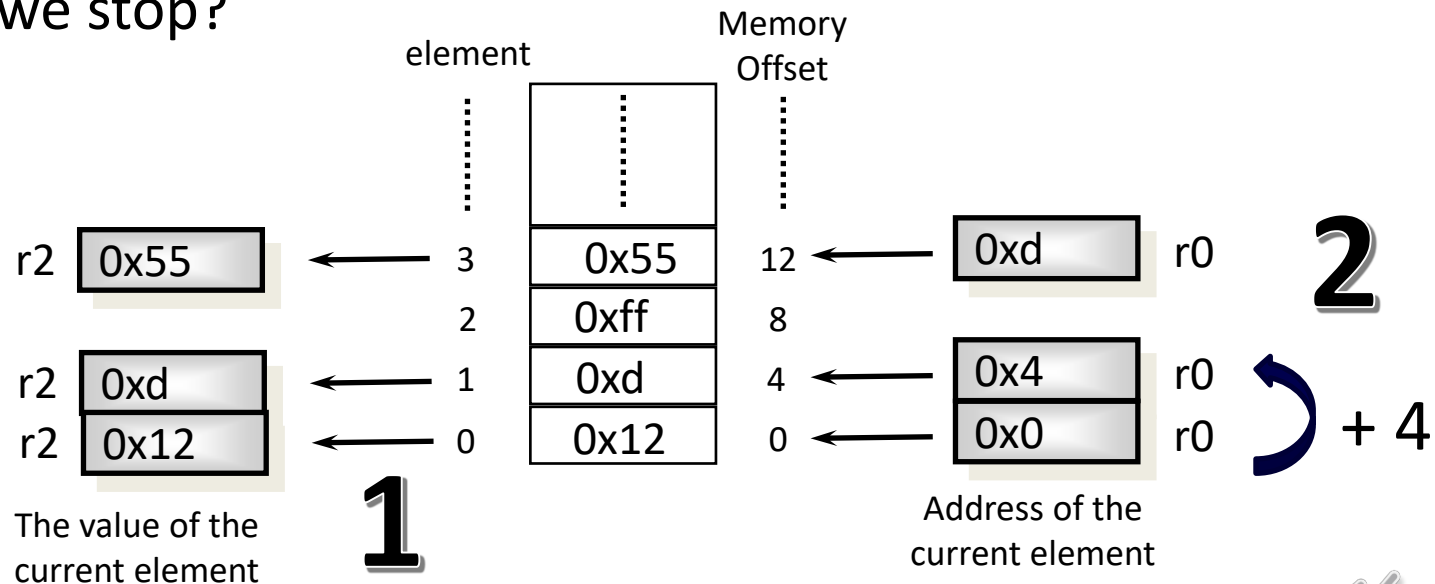 we stop?
element
Memory
Offset
r2 0x55 3 0x55 12 0xd r0 2
2 0xff 8
r2 0xd 1 0xd 4 0x4 r0
r2 0x12 0 0x12 0 0x0 r0 + 4
1
The value of the
current element
Address of the
current element